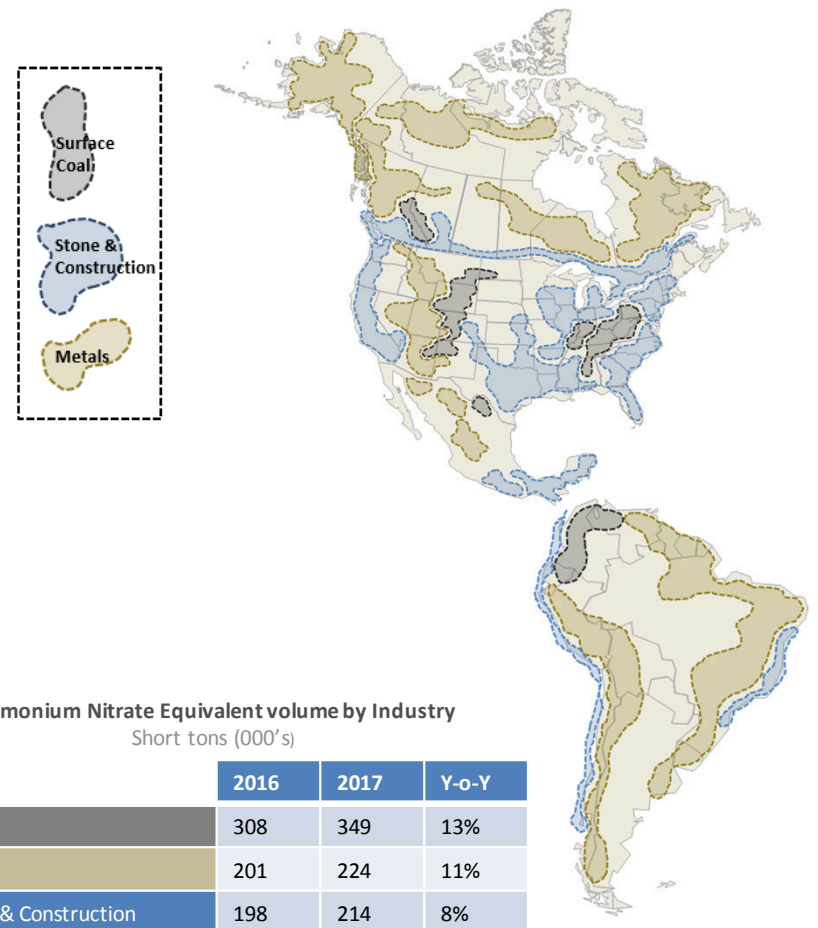 Surface
Coal
Stone &
Construction
Metals
monium Nitrate Equivalent volume by Industry
Short tons (000's)
2016 2017 Y-o-Y
308 349 13%
201 224 11%
& Construction 198 214 8%